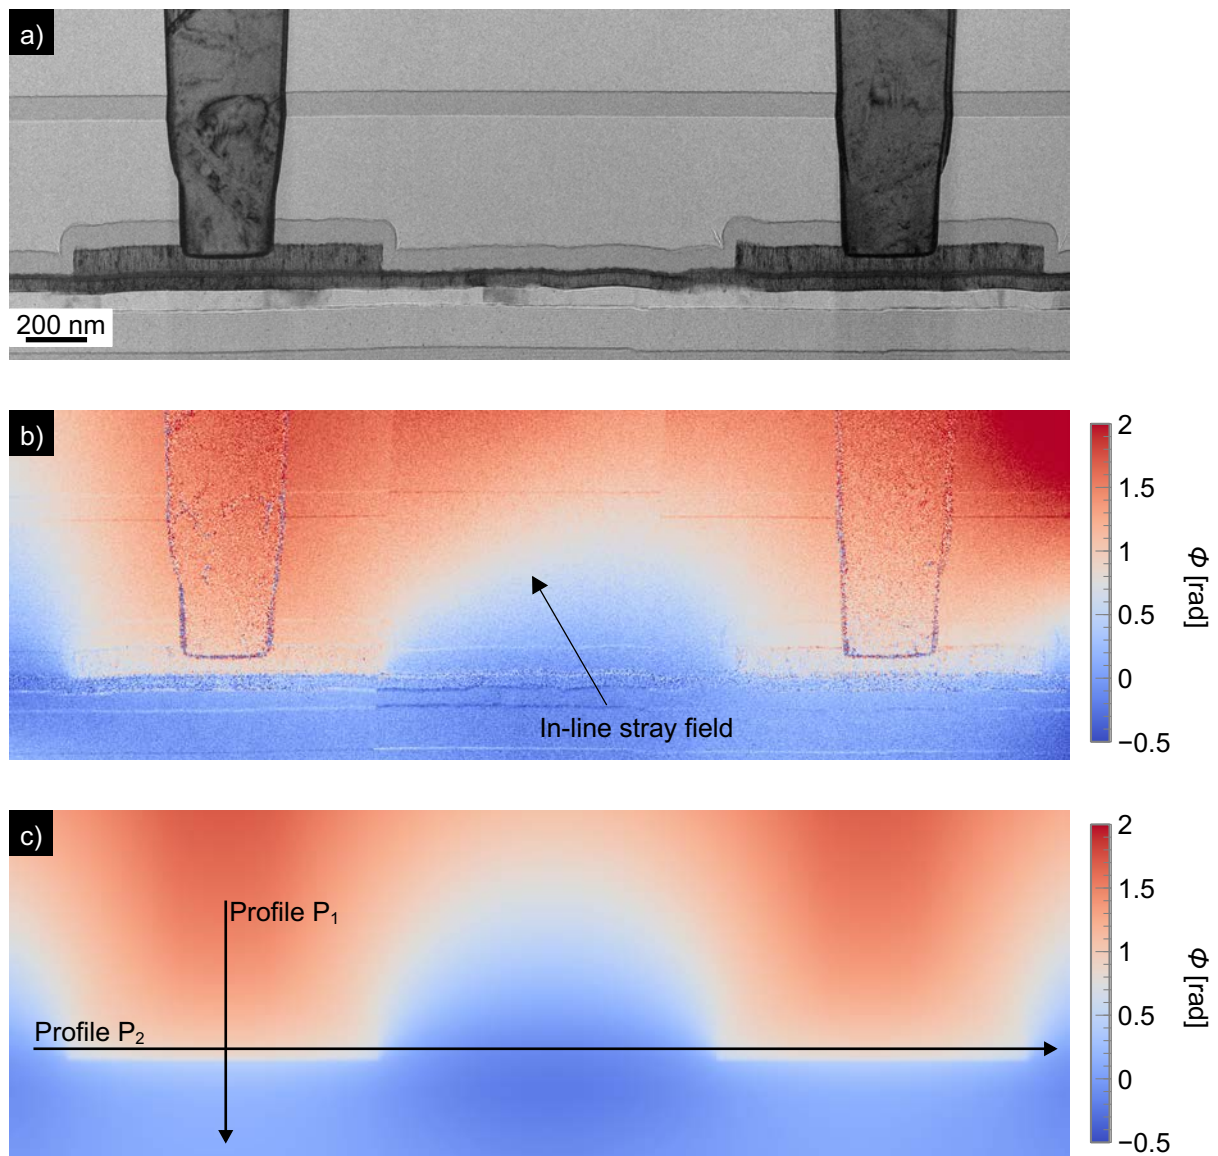 a)
200 nm
b)
2
1.5
1
0.5
0
−0.5
Φ [rad]
In-line stray field
c)
2
1.5
1
0.5
0
−0.5
Φ [rad]
Profile P₁
Profile P₂